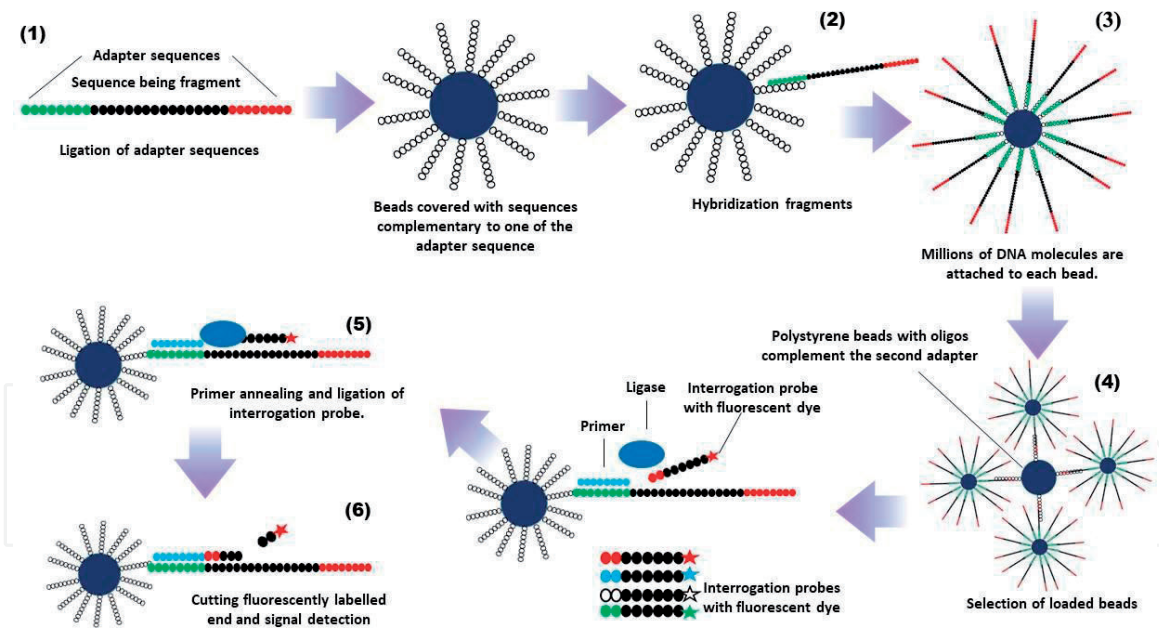 (1)
Adapter sequences
Sequence being fragment
Ligation of adapter sequences
Beads covered with sequences
complementary to one of the
adapter sequence
(2)
Hybridization fragments
(3)
Millions of DNA molecules are
attached to each bead.
Polystyrene beads with oligos
complement the second adapter
(4)
Selection of loaded beads
Ligase
Interrogation probe
with fluorescent dye
Primer
Interrogation probes
with fluorescent dye
(5)
Primer annealing and ligation of
interrogation probe.
(6)
Cutting fluorescently labelled
end and signal detection